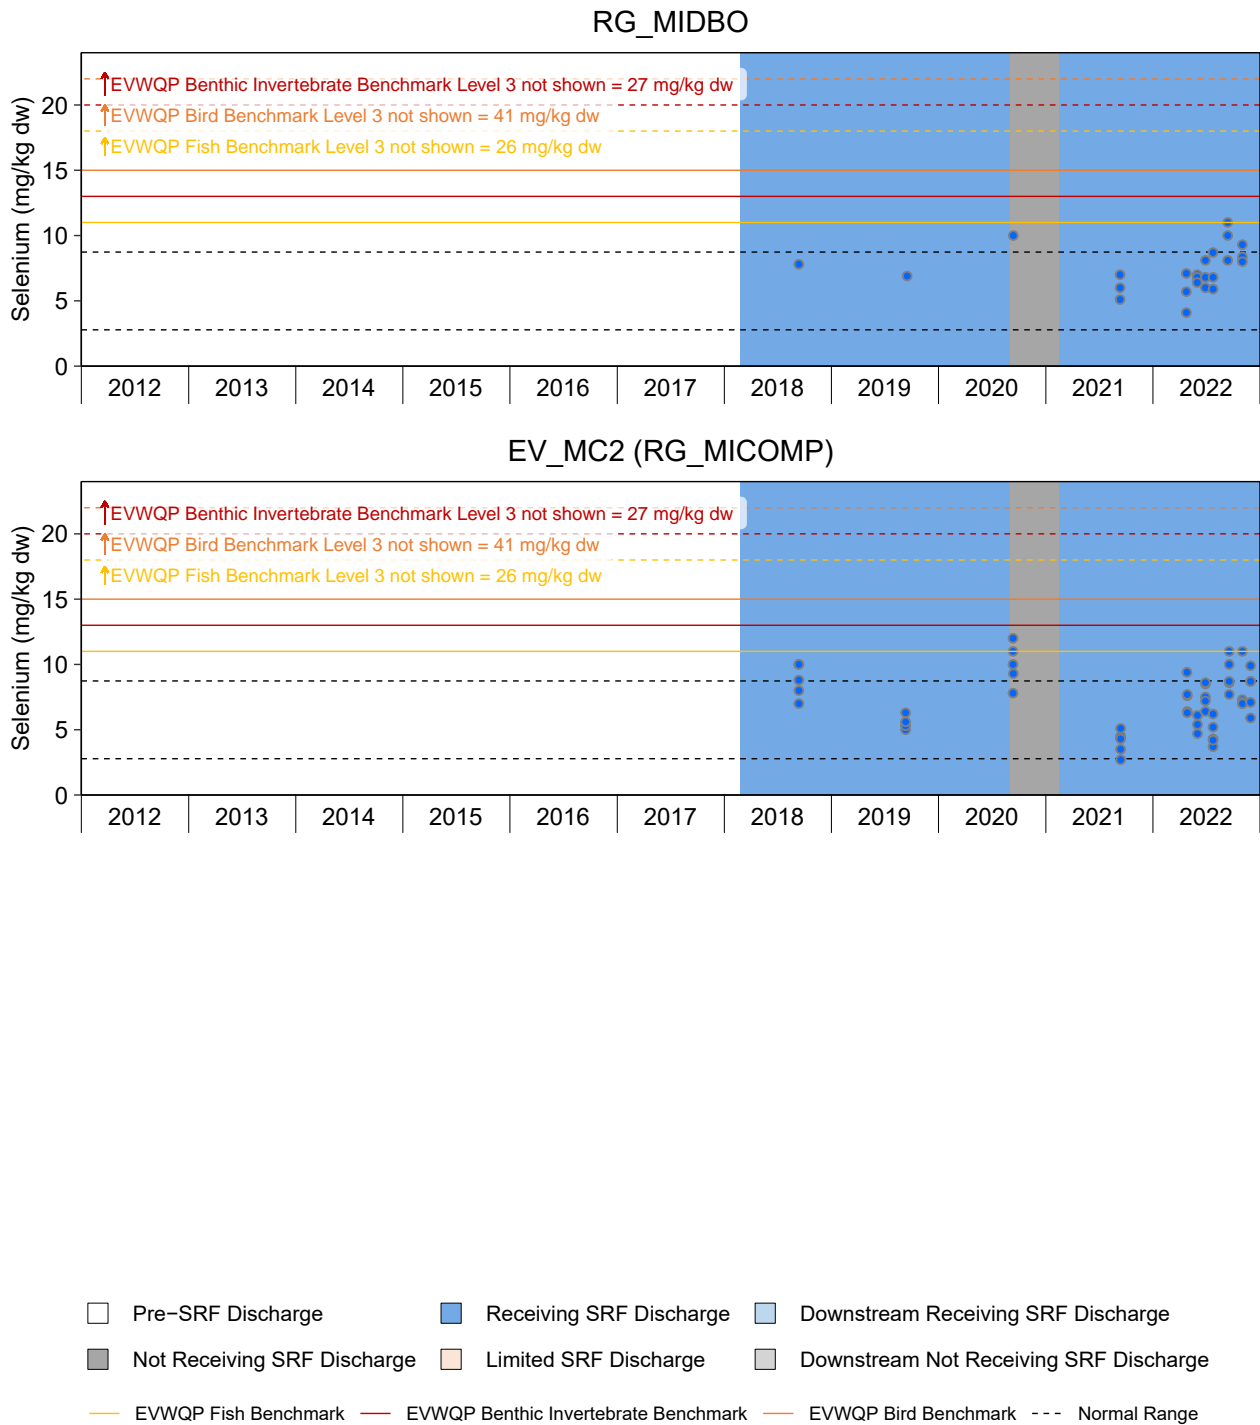 RG_MIDBO
Selenium (mg/kg dw)
EVWQP Benthic Invertebrate Benchmark Level 3 not shown = 27 mg/kg dw
EVWQP Bird Benchmark Level 3 not shown = 41 mg/kg dw
EVWQP Fish Benchmark Level 3 not shown = 26 mg/kg dw
20
15
10
5
0
2012 2013 2014 2015 2016 2017 2018 2019 2020 2021 2022
EV_MC2 (RG_MICOMP)
Selenium (mg/kg dw)
EVWQP Benthic Invertebrate Benchmark Level 3 not shown = 27 mg/kg dw
EVWQP Bird Benchmark Level 3 not shown = 41 mg/kg dw
EVWQP Fish Benchmark Level 3 not shown = 26 mg/kg dw
20
15
10
5
0
2012 2013 2014 2015 2016 2017 2018 2019 2020 2021 2022
Pre−SRF Discharge Receiving SRF Discharge Downstream Receiving SRF Discharge
Not Receiving SRF Discharge Limited SRF Discharge Downstream Not Receiving SRF Discharge
EVWQP Fish Benchmark EVWQP Benthic Invertebrate Benchmark EVWQP Bird Benchmark Normal Range